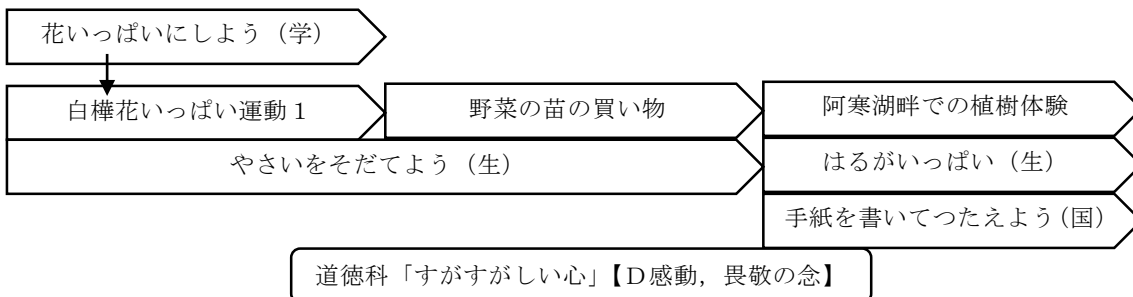 花いっぱいにしよう（学）
白樺花いっぱい運動１
野菜の苗の買い物
阿寒湖畔での植樹体験
やさいをそだてよう（生）
はるがいっぱい（生）
手紙を書いてつたえよう（国）
道徳科「すがすがしい心」【Ｄ感動，畏敬の念】